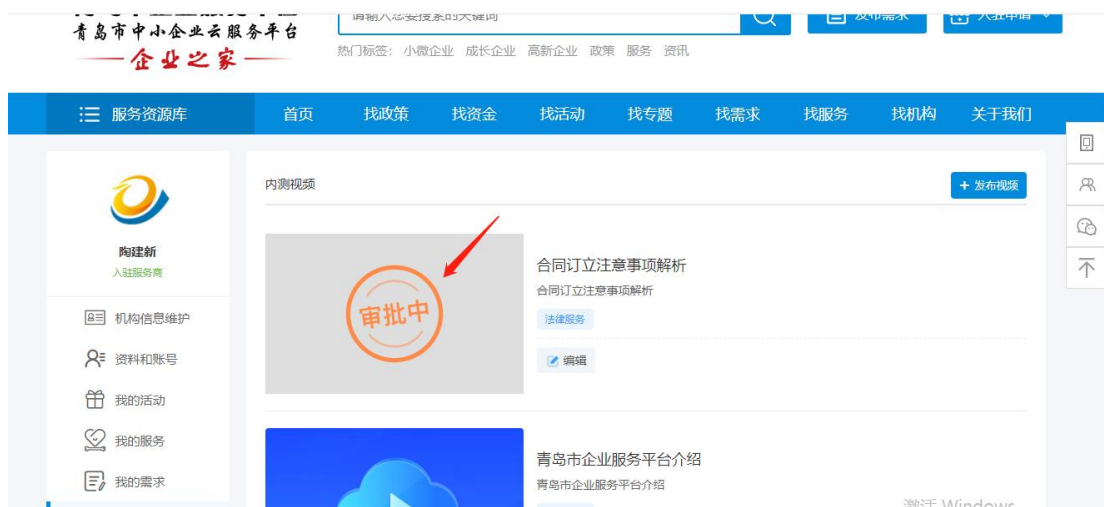 青岛市中小企业云服务平台
企业之家
请输入您要搜索的关键词
发布需求
入驻申请
热门标签: 小微企业 成长企业 高新企业 政策 服务 资讯
服务资源库 首页 找政策 找资金 找活动 找专题 找需求 找服务 找机构 关于我们
内测视频
+ 发布视频
陶建新
入驻服务商
机构信息维护
资料和账号
我的活动
我的服务
我的需求
审批中
合同订立注意事项解析
合同订立注意事项解析
法律服务
编辑
青岛市企业服务平台介绍
青岛市企业服务平台介绍
激活 Windows